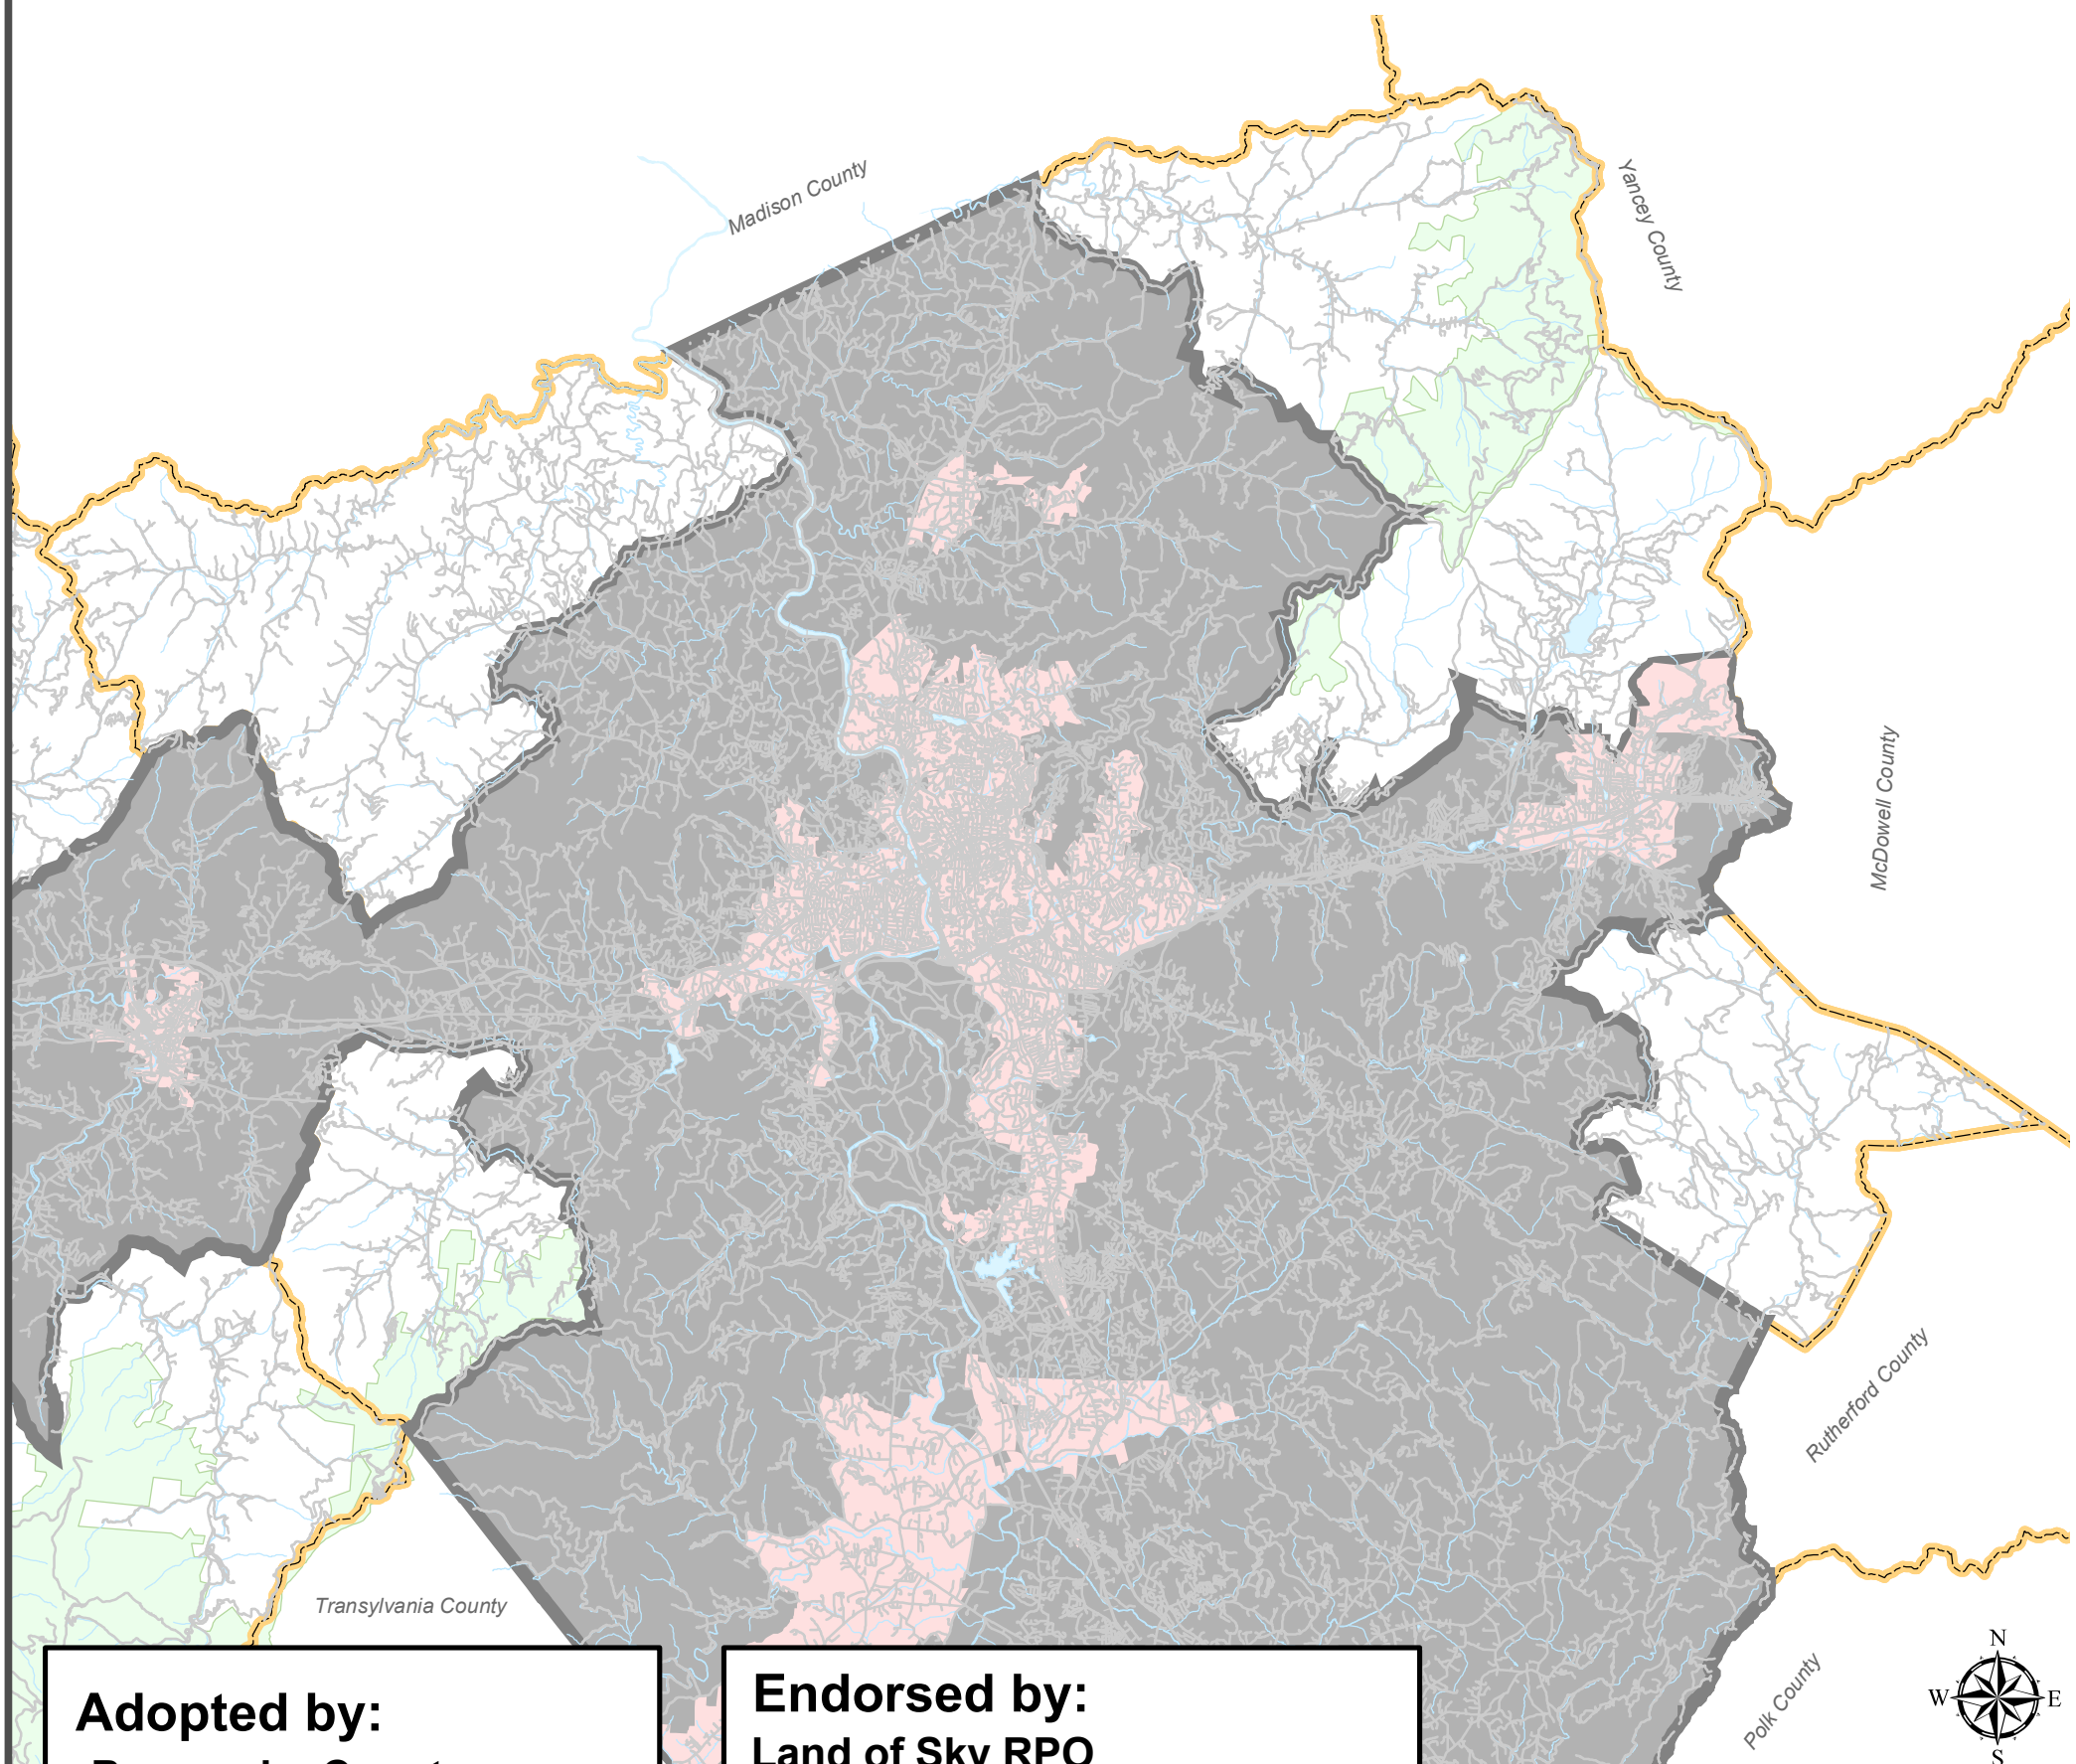 Madison County
Yancey County
McDowell County
Rutherford County
Transylvania County
Polk County
N
W E
S
Adopted by:
Endorsed by:
Land of Sky RPO